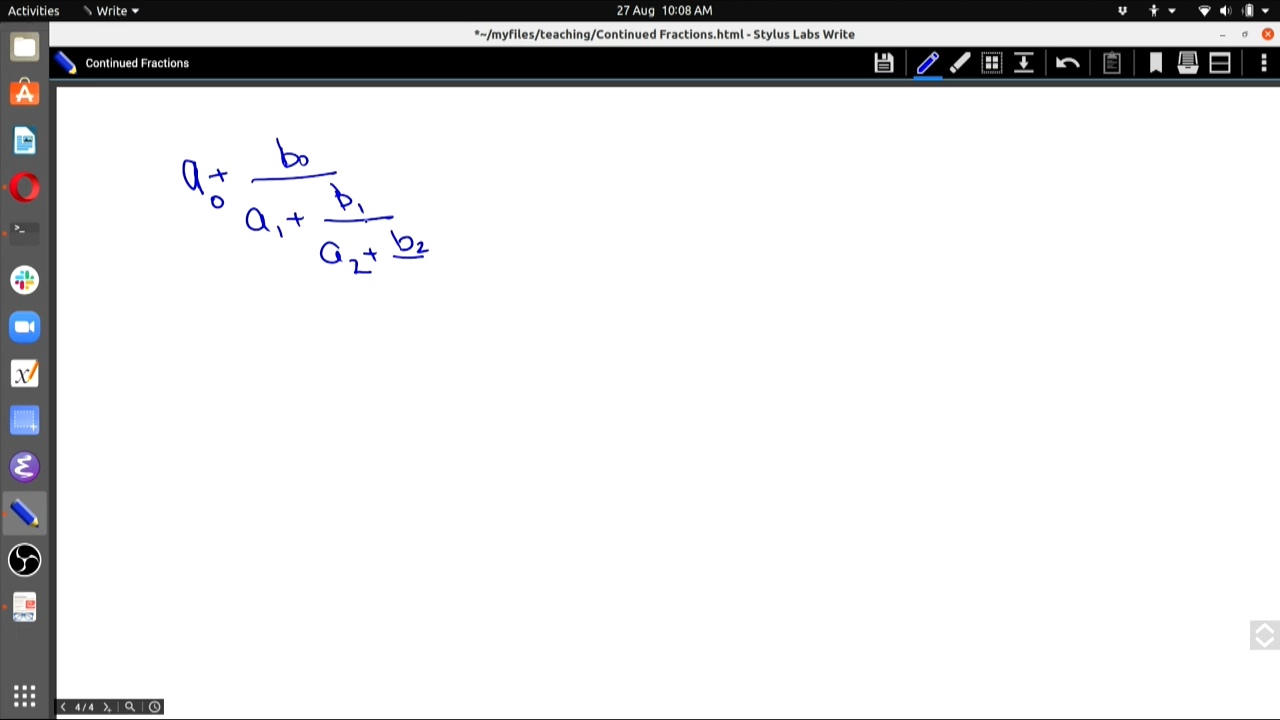 Activities Write 27 Aug 10:08 AM
*~/myfiles/teaching/Continued Fractions.html - Stylus Labs Write
Continued Fractions
b₀
a₀ +
b₁
a₁ +
b₂
a₂ +
4/4